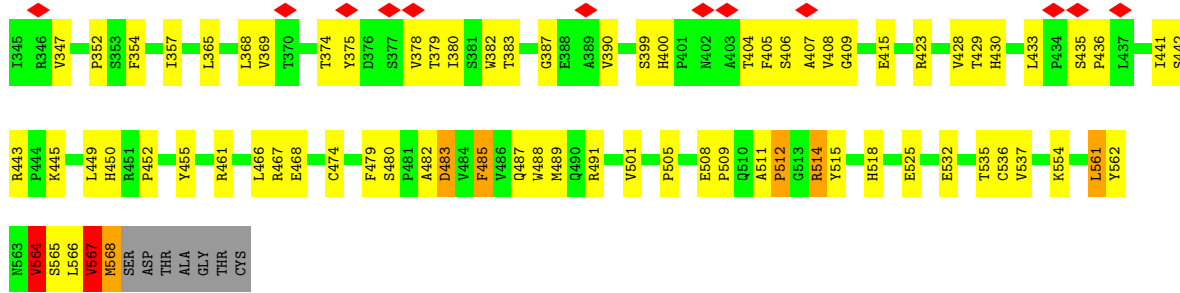 I345 R346 V347 P352 S353 F354 I357 L365 L368 V369 T370 T374 Y375 D376 S377 V378 T379 I380 S381 W382 T383 G387 E388 A389 V390 S399 H400 P401 N402 A403 T404 F405 S406 A407 V408 G409 E415 R423 V428 T429 H430 L433 P434 S435 P436 L437 I441 S442
R443 P444 K445 L449 H450 R451 P452 Y455 R461 L466 R467 E468 C474 F479 S480 P481 A482 D483 V484 F485 V486 Q487 W488 M489 Q490 R491 V501 P505 E508 P509 Q510 A511 P512 G513 R514 Y515 H518 E525 E532 T535 C536 V537 K554 L561 Y562
N563 V564 S565 L566 V567 M568 SER ASP THR ALA GLY THR CYS